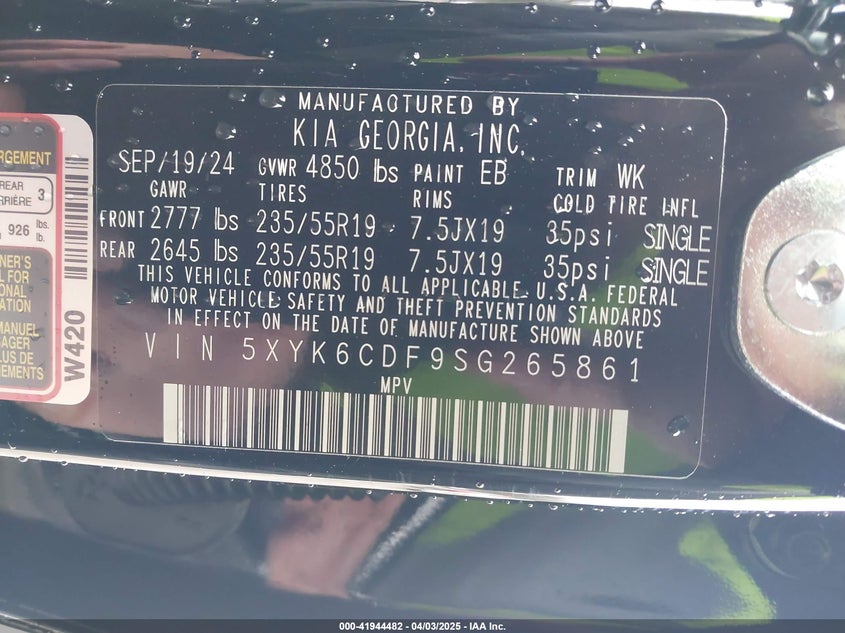 MANUFACTURED BY
KIA GEORGIA, INC.
SEP/19/24 GVWR 4850 lbs PAINT EB TRIM WK
GAWR TIRES RIMS COLD TIRE INFL
FRONT 2777 lbs 235/55R19 7.5JX19 35psi SINGLE
REAR 2645 lbs 235/55R19 7.5JX19 35psi SINGLE
THIS VEHICLE CONFORMS TO ALL APPLICABLE U.S.A. FEDERAL
MOTOR VEHICLE SAFETY AND THEFT PREVENTION STANDARDS
IN EFFECT ON THE DATE OF MANUFACTURE SHOWN ABOVE
VIN 5XYK6CDF9SG265861
MPV
REAR 3
926 lbs.
lb.
MANUEL
W420
000-41944482 - 04/03/2025 - IAA Inc.